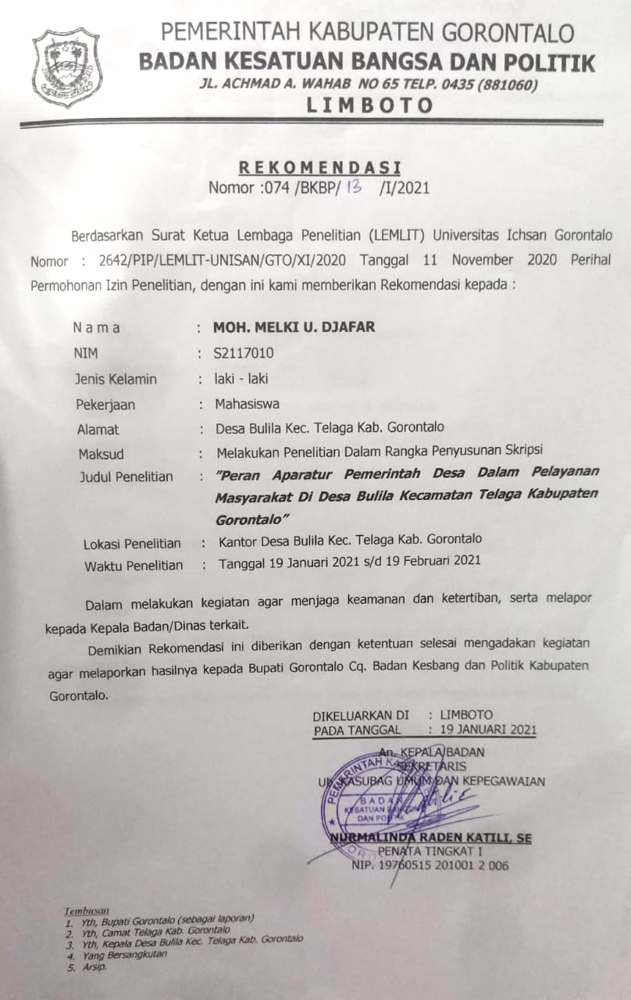 PEMERINTAH KABUPATEN GORONTALO
BADAN KESATUAN BANGSA DAN POLITIK
JL. ACHMAD A. WAHAB NO 65 TELP. 0435 (881060)
LIMBOTO
REKOMENDASI
Nomor :074 /BKBP/ 13 /I/2021
Berdasarkan Surat Ketua Lembaga Penelitian (LEMLIT) Universitas Ichsan Gorontalo
Nomor : 2642/PIP/LEMLIT-UNISAN/GTO/XI/2020 Tanggal 11 November 2020 Perihal
Permohonan Izin Penelitian, dengan ini kami memberikan Rekomendasi kepada :
N a m a : MOH. MELKI U. DJAFAR
NIM : S2117010
Jenis Kelamin : laki - laki
Pekerjaan : Mahasiswa
Alamat : Desa Bulila Kec. Telaga Kab. Gorontalo
Maksud : Melakukan Penelitian Dalam Rangka Penyusunan Skripsi
Judul Penelitian : "Peran Aparatur Pemerintah Desa Dalam Pelayanan
Masyarakat Di Desa Bulila Kecamatan Telaga Kabupaten
Gorontalo"
Lokasi Penelitian : Kantor Desa Bulila Kec. Telaga Kab. Gorontalo
Waktu Penelitian : Tanggal 19 Januari 2021 s/d 19 Februari 2021
Dalam melakukan kegiatan agar menjaga keamanan dan ketertiban, serta melapor
kepada Kepala Badan/Dinas terkait.
Demikian Rekomendasi ini diberikan dengan ketentuan selesai mengadakan kegiatan
agar melaporkan hasilnya kepada Bupati Gorontalo Cq. Badan Kesbang dan Politik Kabupaten
Gorontalo.
DIKELUARKAN DI : LIMBOTO
PADA TANGGAL : 19 JANUARI 2021
An. KEPALA BADAN
SEKRETARIS
Ub. KASUBAG UMUM DAN KEPEGAWAIAN
PEMERINTAH
BADAN
KESATUAN BANGSA
DAN
NURMALINDA RADEN KATILI, SE
PENATA TINGKAT I
NIP. 19760515 201001 2 006
Tembusan
1. Yth, Bupati Gorontalo (sebagai laporan)
2. Yth, Camat Telaga Kab. Gorontalo
3. Yth, Kepala Desa Bulila Kec. Telaga Kab. Gorontalo
4. Yang Bersangkutan
5. Arsip.